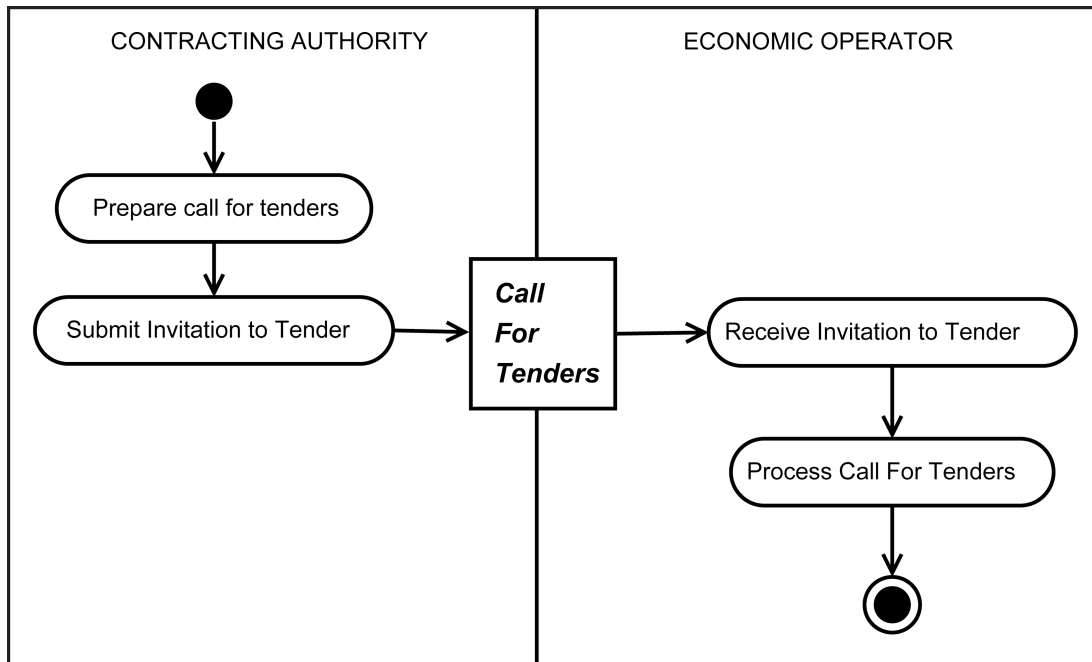 CONTRACTING AUTHORITY
ECONOMIC OPERATOR
Prepare call for tenders
Submit Invitation to Tender
Call
For
Tenders
Receive Invitation to Tender
Process Call For Tenders